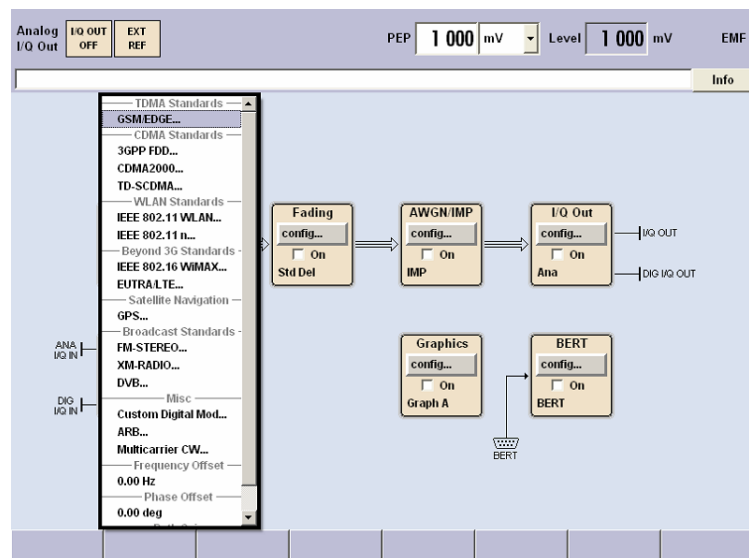 Analog I/Q Out
I/Q OUT OFF
EXT REF
PEP 1 000 mV
Level 1 000 mV
EMF
Info
TDMA Standards
GSM/EDGE...
CDMA Standards
3GPP FDD...
CDMA2000...
TD-SCDMA...
WLAN Standards
IEEE 802.11 WLAN...
IEEE 802.11 n...
Beyond 3G Standards
IEEE 802.16 WiMAX...
EUTRA/LTE...
Satellite Navigation
GPS...
Broadcast Standards
FM-STEREO...
XM-RADIO...
DVB...
Misc
Custom Digital Mod...
ARB...
Multicarrier CW...
Frequency Offset
0.00 Hz
Phase Offset
0.00 deg
Fading
config...
On
Std Del
AWGN/IMP
config...
On
IMP
I/Q Out
config...
On
Ana
I/Q OUT
DIG I/Q OUT
ANA I/Q IN
DIG I/Q IN
Graphics
config...
On
Graph A
BERT
config...
On
BERT
BERT